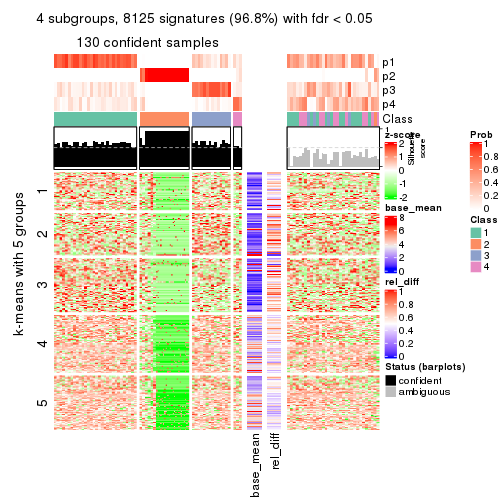 4 subgroups, 8125 signatures (96.8%) with fdr < 0.05
130 confident samples
p1
p2
p3
p4
Class
1
Silhouette
score
z-score
2
1
0
-1
-2
base_mean
8
6
4
2
0
rel_diff
1
0.8
0.6
0.4
0.2
0
Status (barplots)
confident
ambiguous
Prob
1
0.8
0.6
0.4
0.2
0
Class
1
2
3
4
k-means with 5 groups
1
2
3
4
5
base_mean
rel_diff